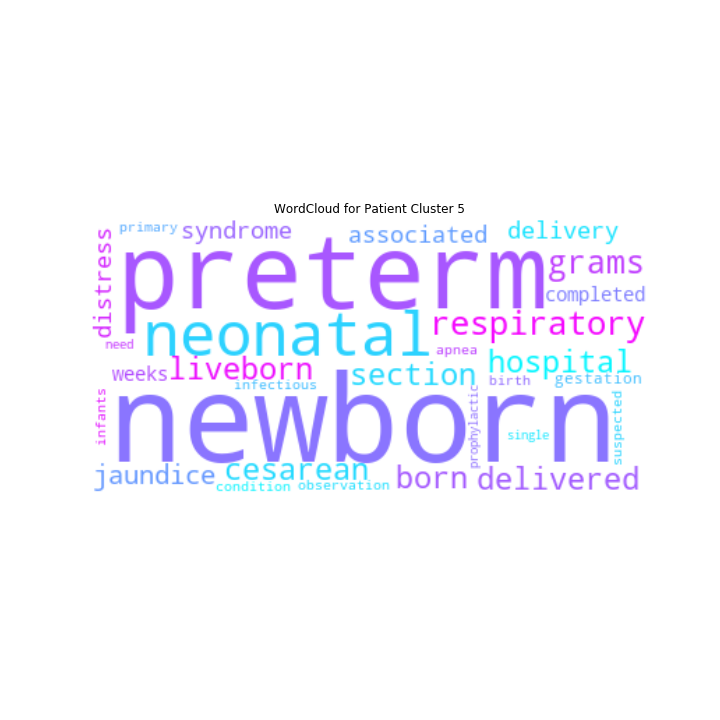 WordCloud for Patient Cluster 5
primary
syndrome
associated
delivery
distress
preterm
grams
completed
neonatal
respiratory
need
apnea
hospital
weeks
liveborn
section
birth
gestation
infectious
infants
newborn
prophylactic
single
suspected
jaundice
cesarean
born
delivered
condition
observation